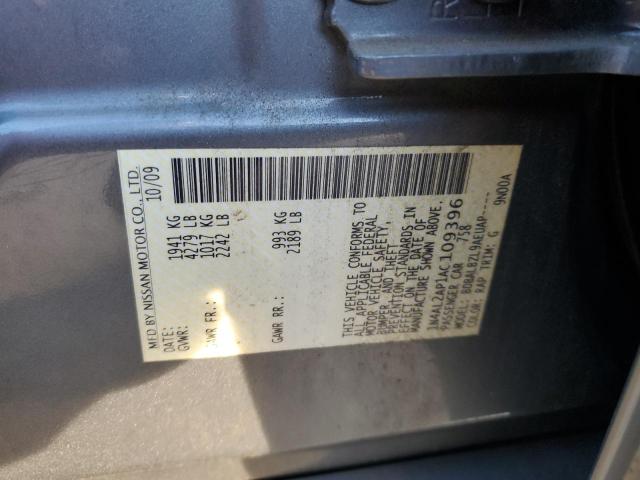 MFD BY NISSAN MOTOR CO., LTD.
DATE: 10/09
GVWR: 1941 KG
4279 LB
GAWR FR.: 1017 KG
2242 LB
GAWR RR.: 993 KG
2189 LB
THIS VEHICLE CONFORMS TO
ALL APPLICABLE FEDERAL
MOTOR VEHICLE SAFETY,
BUMPER, AND THEFT
PREVENTION STANDARDS IN
EFFECT ON THE DATE OF
MANUFACTURE SHOWN ABOVE.
1N4AL2AP1AC109396
PASSENGER CAR 758
MODEL: BDBALBZL32AEUAP----
COLOR: RAP TRIM: G 9N00A